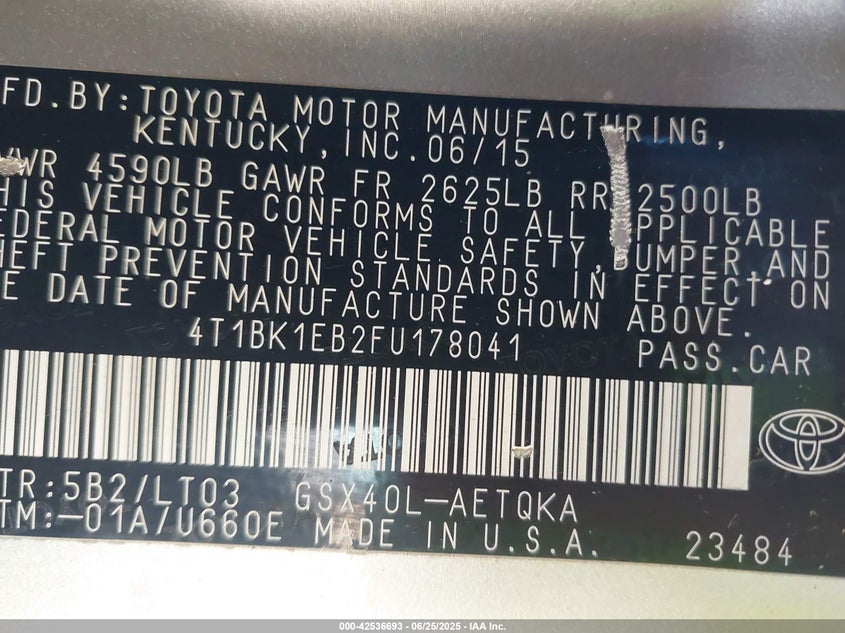 FD.BY:TOYOTA MOTOR MANUFACTURING,
KENTUCKY,INC. 06/15
4590LB GAWR FR 2625LB RR 2500LB
HIS VEHICLE CONFORMS TO ALL PPLICABLE
EDERAL MOTOR VEHICLE SAFETY, BUMPER, AND
HEFT PREVENTION STANDARDS IN EFFECT ON
E DATE OF MANUFACTURE SHOWN ABOVE.
4T1BK1EB2FU178041 PASS.CAR
TR:5B2/LT03 GSX40L-AETQKA
TM:-01A/U660E MADE IN U.S.A. 23484
000-42536693 / 06/25/2025 - IAA Inc.